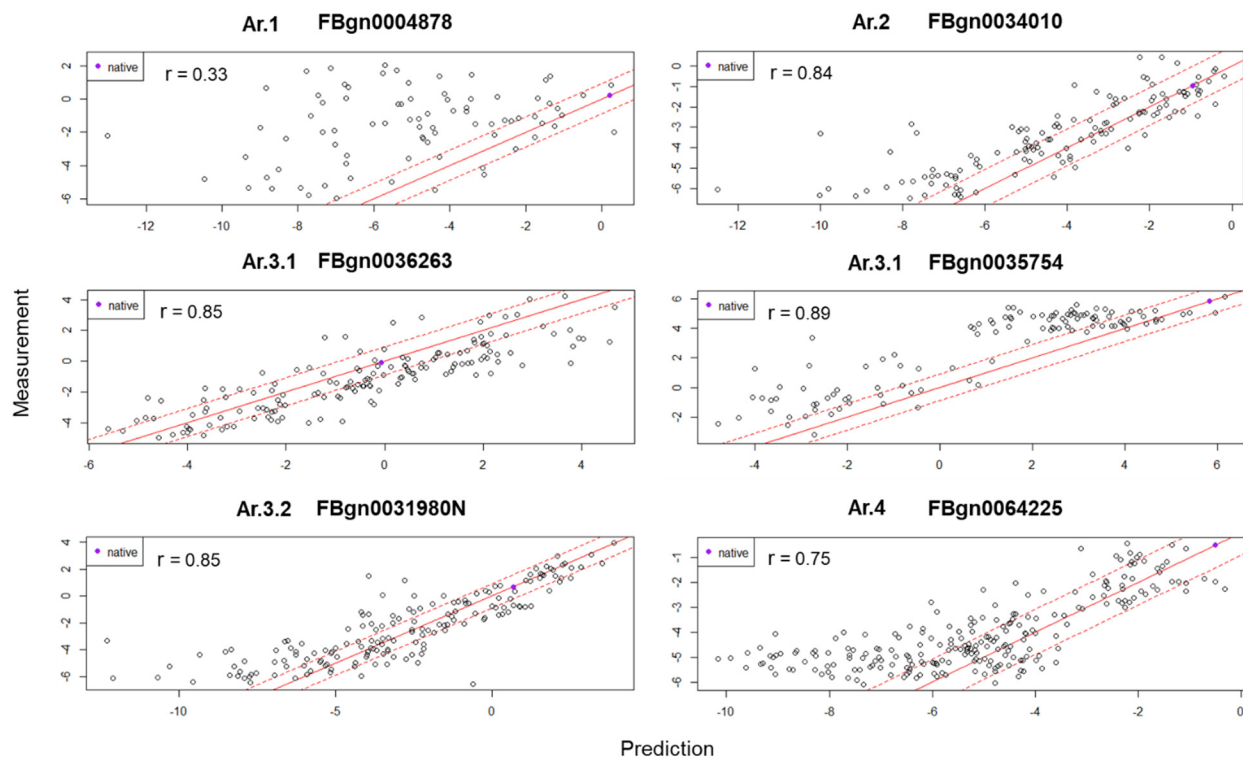 Ar.1 FBgn0004878
Ar.2 FBgn0034010
native
r = 0.33
2
0
-2
-4
-6
-12 -10 -8 -6 -4 -2 0
native
r = 0.84
0
-1
-2
-3
-4
-5
-6
-12 -10 -8 -6 -4 -2 0
Ar.3.1 FBgn0036263
Ar.3.1 FBgn0035754
Measurement
native
r = 0.85
4
2
0
-2
-4
-6 -4 -2 0 2 4
native
r = 0.89
6
4
2
0
-2
-4 -2 0 2 4 6
Ar.3.2 FBgn0031980N
Ar.4 FBgn0064225
native
r = 0.85
4
2
0
-2
-4
-6
-10 -5 0
native
r = 0.75
-1
-2
-3
-4
-5
-6
-10 -8 -6 -4 -2 0
Prediction